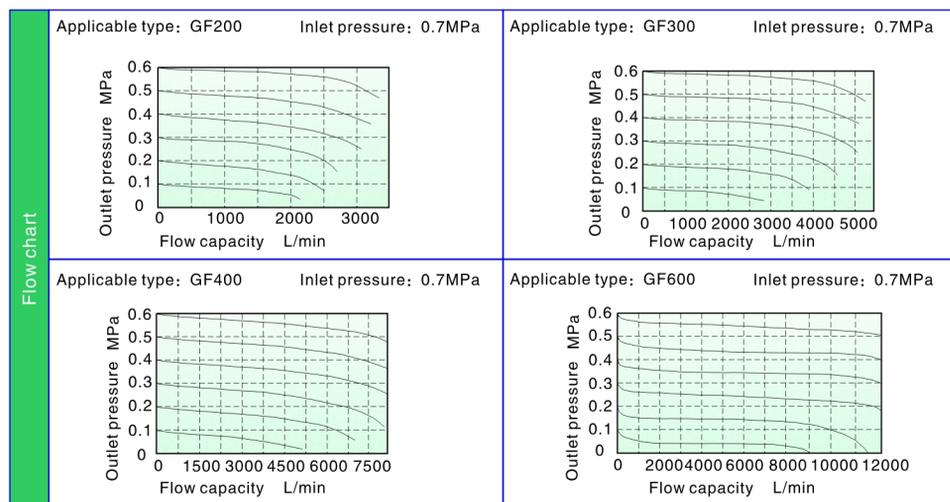 Flow chart
Applicable type: GF200 Inlet pressure: 0.7MPa
Outlet pressure MPa
0.6
0.5
0.4
0.3
0.2
0.1
0
0 1000 2000 3000
Flow capacity L/min
Applicable type: GF300 Inlet pressure: 0.7MPa
Outlet pressure MPa
0.6
0.5
0.4
0.3
0.2
0.1
0
0 1000 2000 3000 4000 5000
Flow capacity L/min
Applicable type: GF400 Inlet pressure: 0.7MPa
Outlet pressure MPa
0.6
0.5
0.4
0.3
0.2
0.1
0
0 1500 3000 4500 6000 7500
Flow capacity L/min
Applicable type: GF600 Inlet pressure: 0.7MPa
Outlet pressure MPa
0.6
0.5
0.4
0.3
0.2
0.1
0
0 2000 4000 6000 8000 10000 12000
Flow capacity L/min